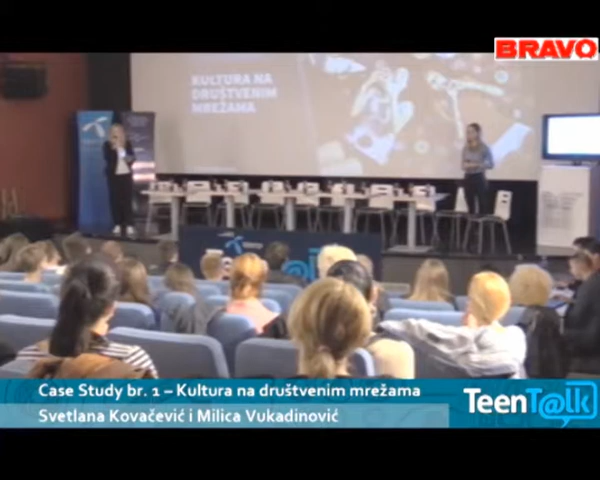 BRAVO
KULTURA NA
DRUŠTVENIM
MREŽAMA
Case Study br. 1 – Kultura na društvenim mrežama
Svetlana Kovačević i Milica Vukadinović
TeenT@lk